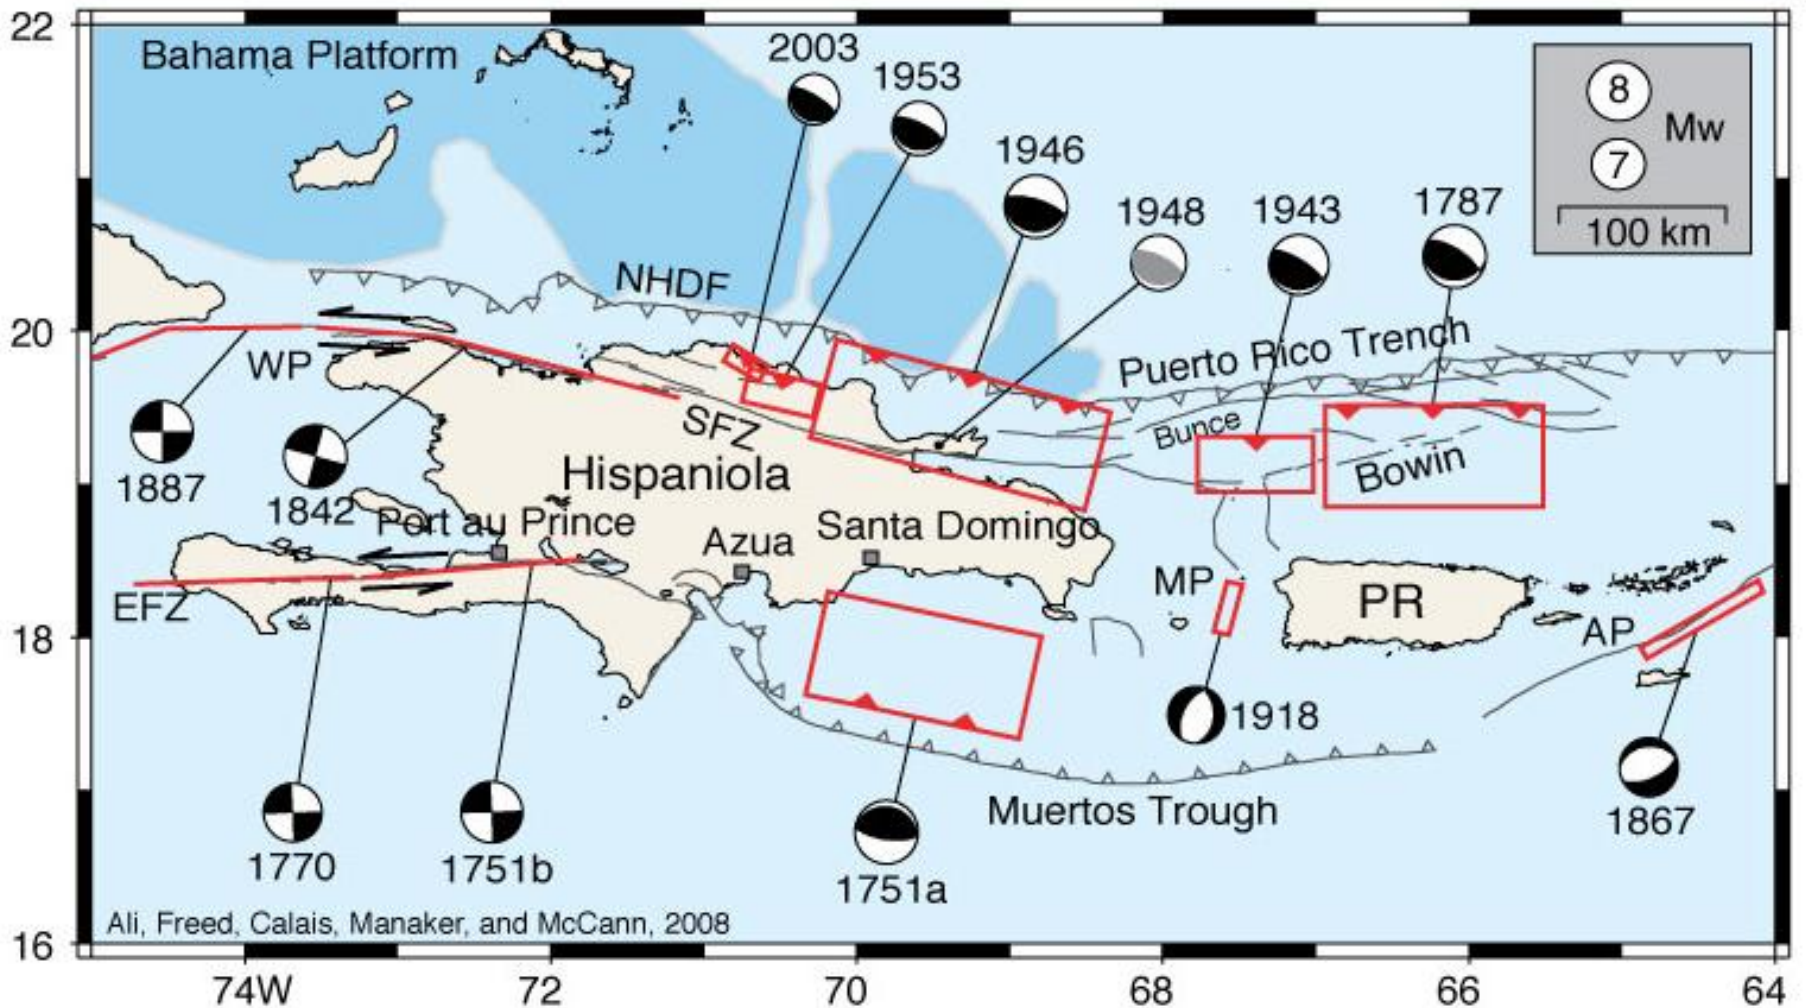 22
20
18
16
74W
72
70
68
66
64
Bahama Platform
2003
1953
1946
1948
1943
1787
8
7
Mw
100 km
NHDF
Puerto Rico Trench
WP
SFZ
Bunce
Bowin
Hispaniola
1887
1842
Port au Prince
Azua
Santa Domingo
EFZ
MP
PR
AP
1918
1867
1770
1751b
1751a
Muertos Trough
Ali, Freed, Calais, Manaker, and McCann, 2008